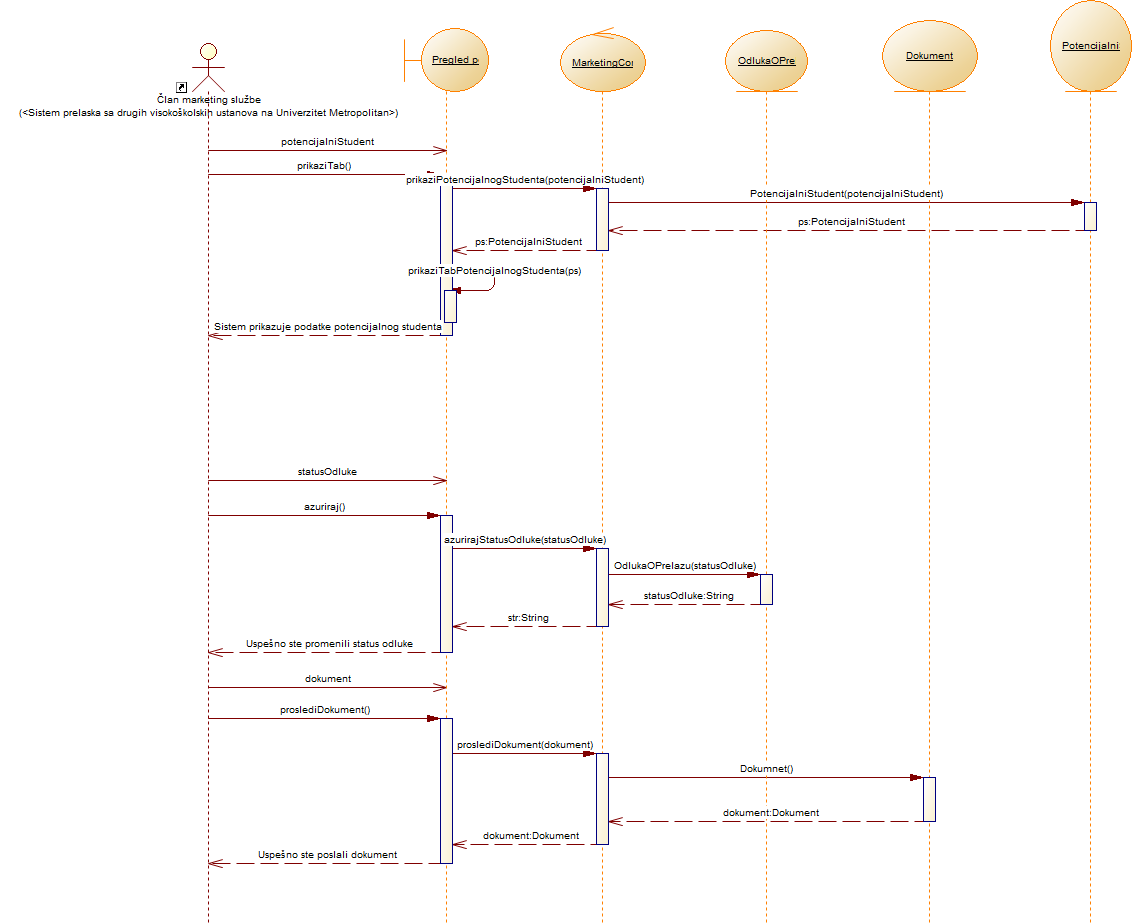 Pregled p
MarketingCor
OdlukaOPre
Dokument
Potencijalni
Član marketing službe
(<Sistem prelaska sa drugih visokoškolskih ustanova na Univerzitet Metropolitan>)
potencijalniStudent
prikaziTab()
prikaziPotencijalnogStudenta(potencijalniStudent)
PotencijalniStudent(potencijalniStudent)
ps:PotencijalniStudent
ps:PotencijalniStudent
prikaziTabPotencijalnogStudenta(ps)
Sistem prikazuje podatke potencijalnog studenta
statusOdluke
azuriraj()
azurirajStatusOdluke(statusOdluke)
OdlukaOPrelazu(statusOdluke)
statusOdluke:String
str:String
Uspešno ste promenili status odluke
dokument
proslediDokument()
proslediDokument(dokument)
Dokumnet()
dokument:Dokument
dokument:Dokument
Uspešno ste poslali dokument